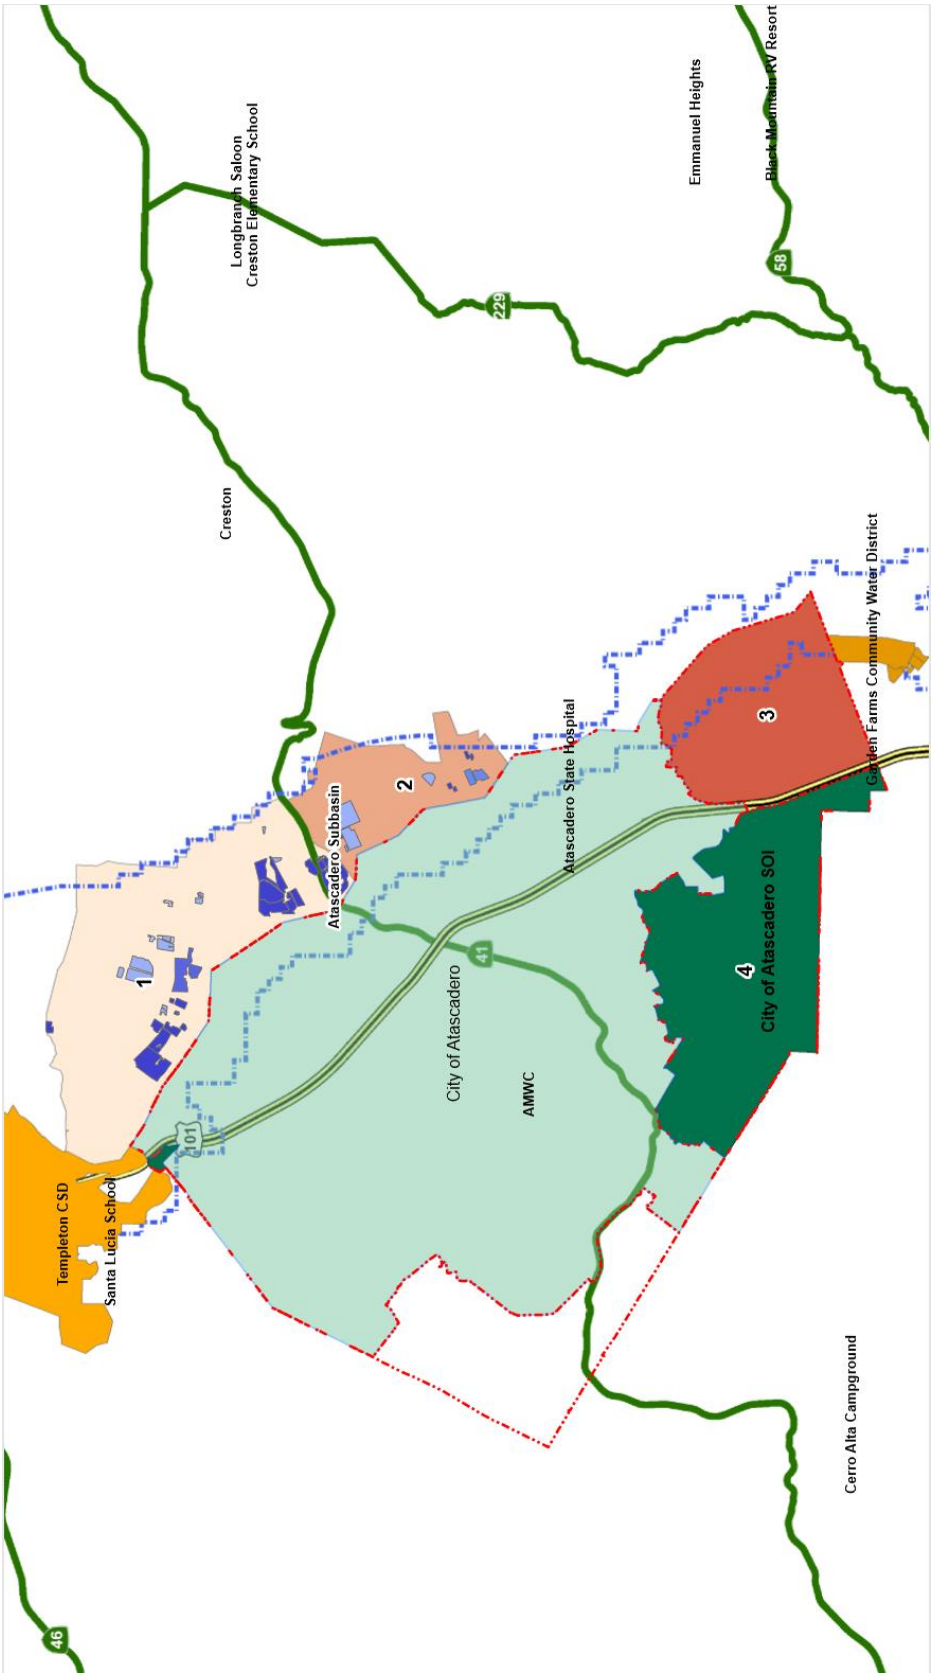 46
Templeton CSD
Santa Lucia School
Longbranch Saloon
Creston Elementary School
Creston
1
101
Atascadero Subbasin
2
229
41
City of Atascadero
AMWC
Atascadero State Hospital
Emmanuel Heights
Black Mountain RV Resort
58
3
4
City of Atascadero SOI
Garden Farms Community Water District
Cerro Alta Campground